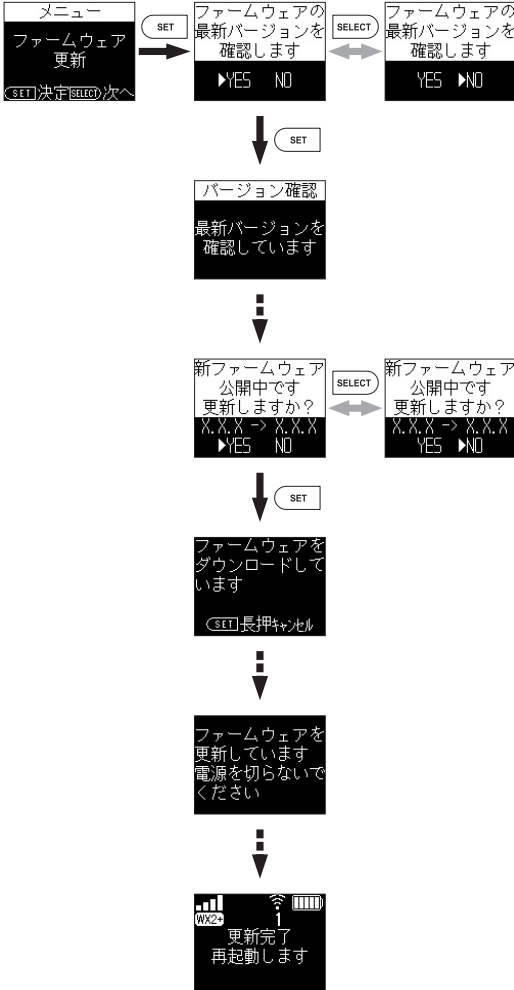 メニュー
ファームウェア
更新
SET決定SELECT次へ
SET
ファームウェアの
最新バージョンを
確認します
▶YES NO
SELECT
ファームウェアの
最新バージョンを
確認します
YES ▶NO
SET
バージョン確認
最新バージョンを
確認しています
新ファームウェア
公開中です
更新しますか?
X.X.X -> X.X.X
▶YES NO
SELECT
新ファームウェア
公開中です
更新しますか?
X.X.X -> X.X.X
YES ▶NO
SET
ファームウェアを
ダウンロードして
います
SET長押キャンセル
ファームウェアを
更新しています
電源を切らないで
ください
WX2+
1
更新完了
再起動します